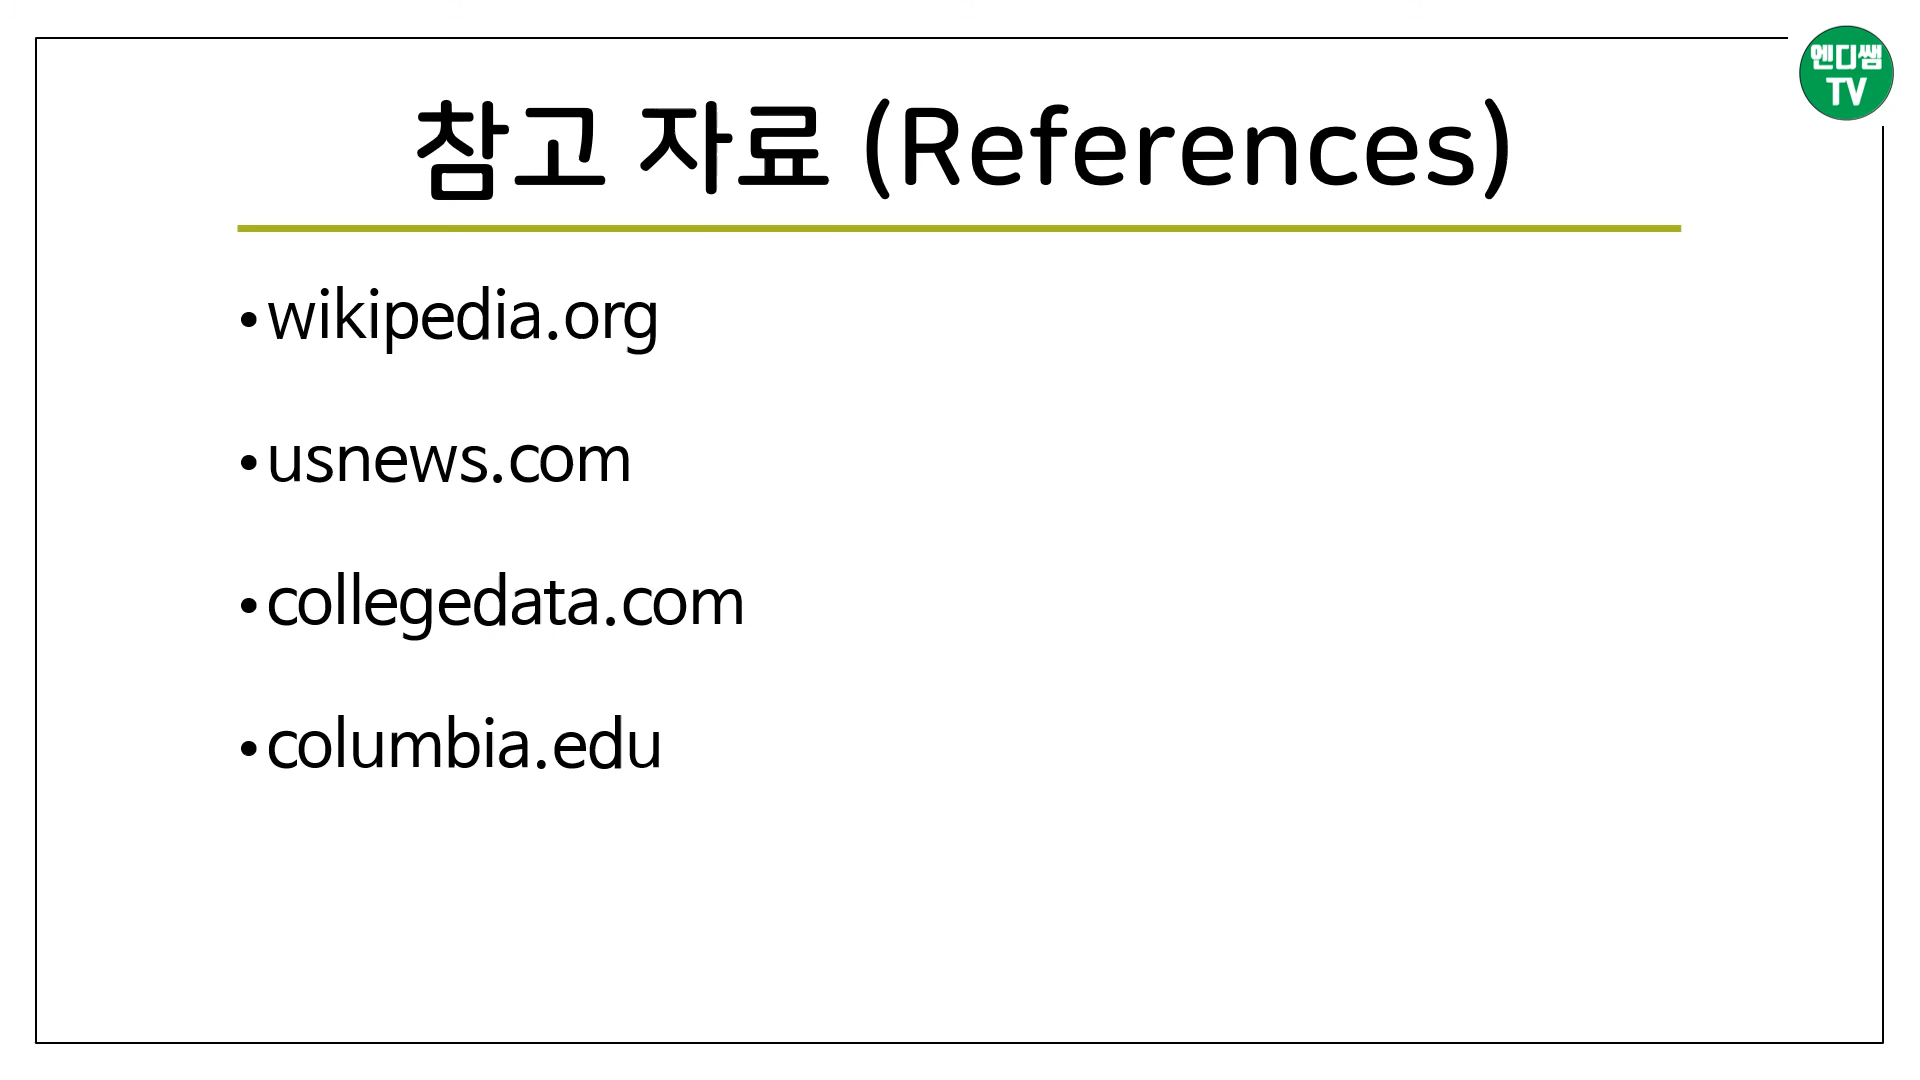 엔디쌤
TV
참고 자료 (References)
•wikipedia.org
•usnews.com
•collegedata.com
•columbia.edu